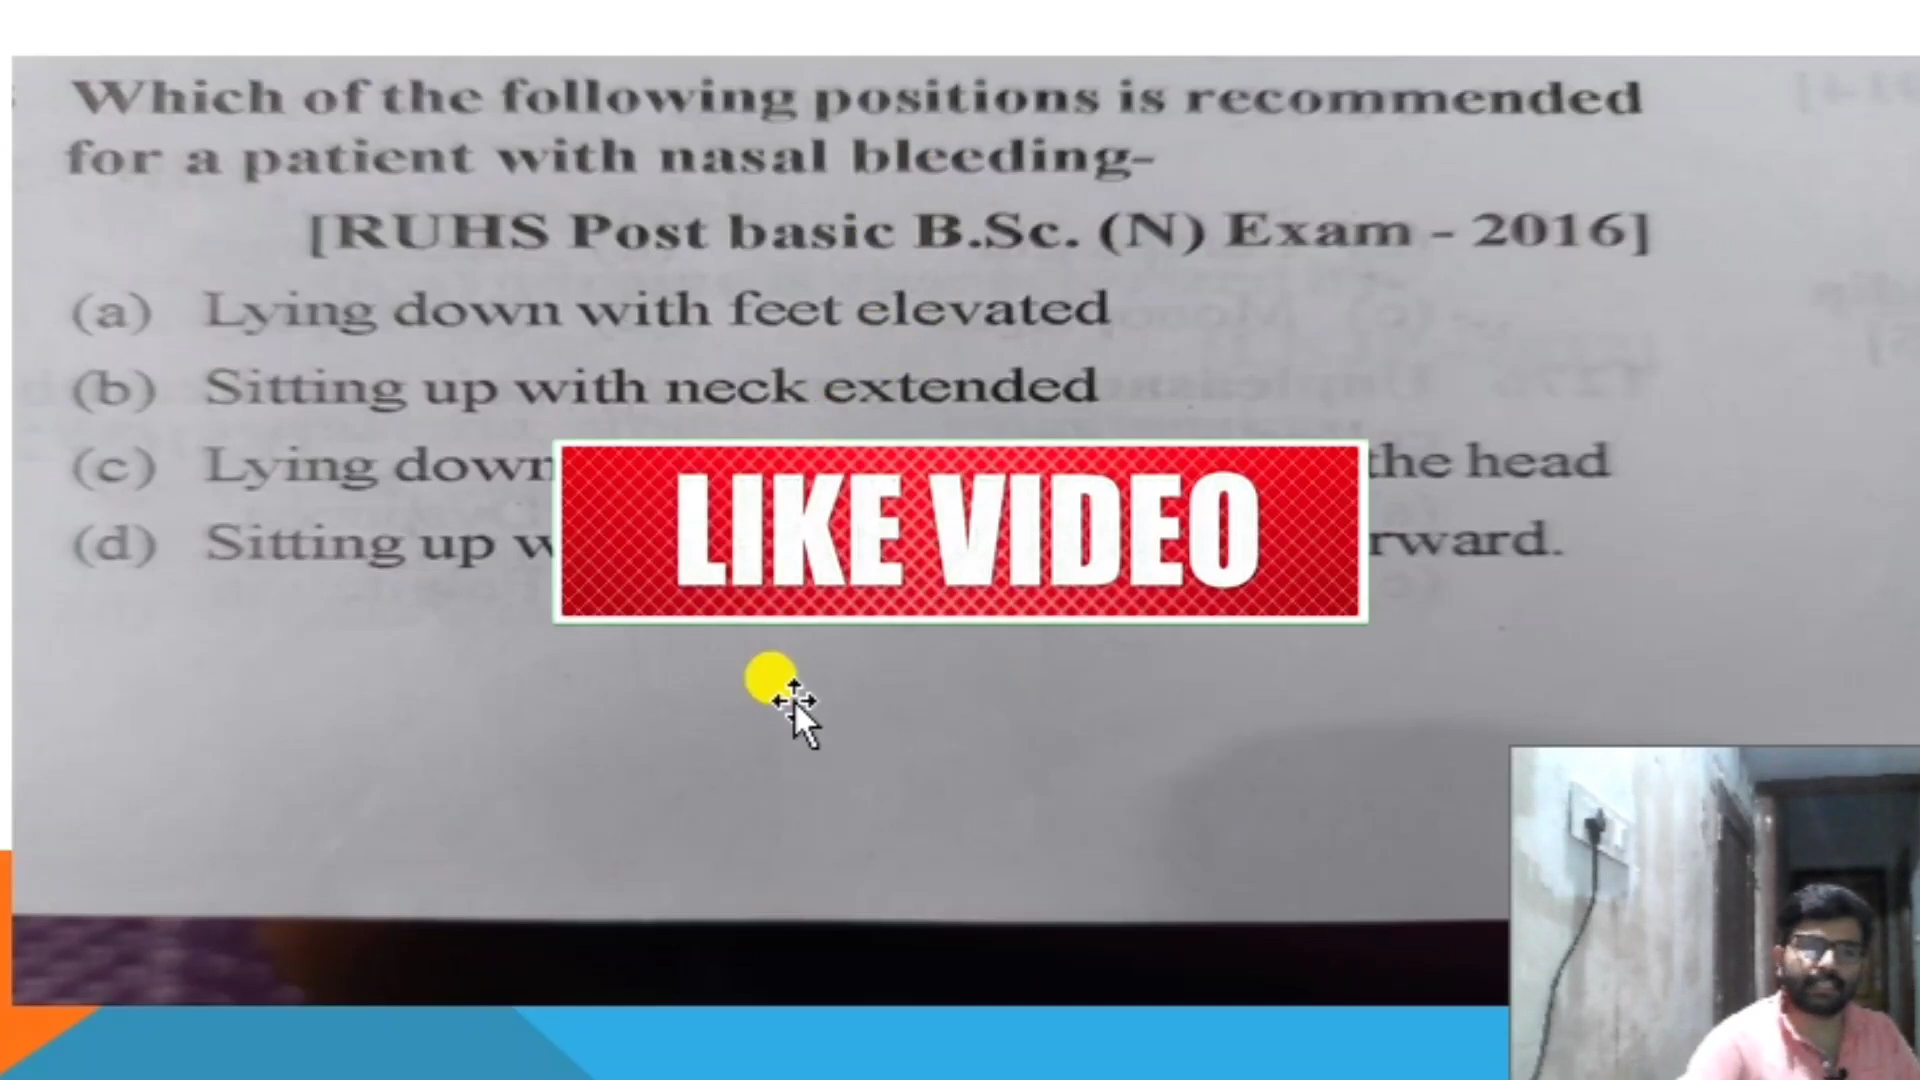 Which of the following positions is recommended
for a patient with nasal bleeding-
[RUHS Post basic B.Sc. (N) Exam - 2016]
(a) Lying down with feet elevated
(b) Sitting up with neck extended
(c) Lying down the head
(d) Sitting up
LIKE VIDEO